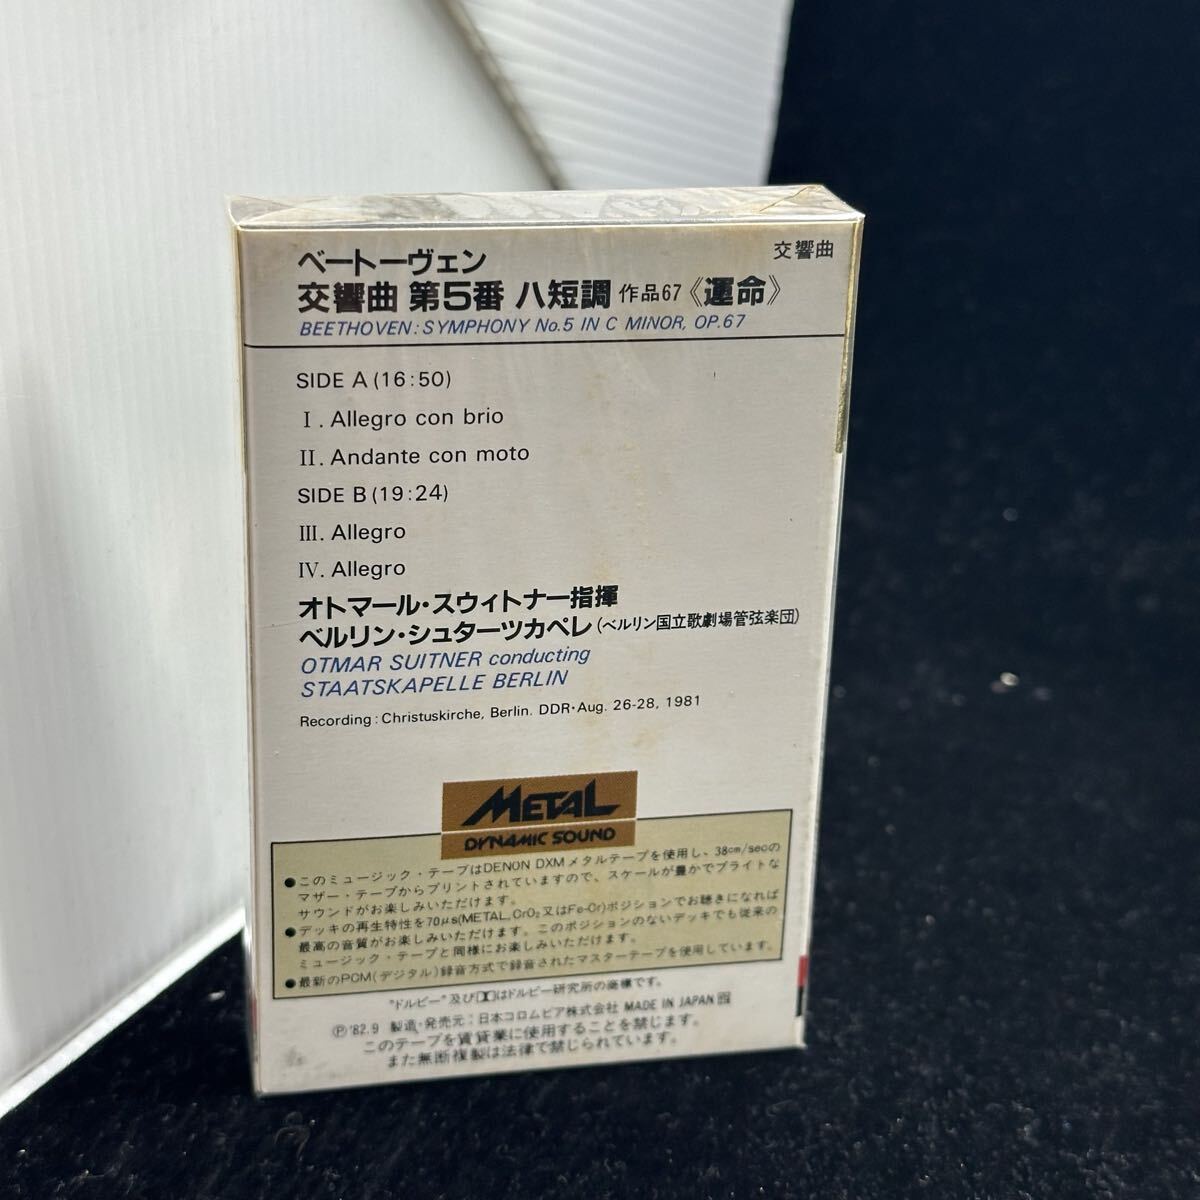 ベートーヴェン
交響曲
交響曲 第5番 ハ短調 作品67《運命》
BEETHOVEN: SYMPHONY No.5 IN C MINOR, OP.67
SIDE A (16:50)
I. Allegro con brio
II. Andante con moto
SIDE B (19:24)
III. Allegro
IV. Allegro
オトマール・スウィトナー指揮
ベルリン・シュターツカペレ(ベルリン国立歌劇場管弦楽団)
OTMAR SUITNER conducting
STAATSKAPELLE BERLIN
Recording: Christuskirche, Berlin. DDR・Aug. 26-28, 1981
METAL
DYNAMIC SOUND
●このミュージック・テープはDENON DXMメタルテープを使用し、38cm/secの
マザー・テープからプリントされていますので、スケールが豊かでブライトな
サウンドがお楽しみいただけます。
●デッキの再生特性を70μs(METAL,CrO₂又はFe-Cr)ポジションでお聴きになれば
最高の音質がお楽しみいただけます。このポジションのないデッキでも従来の
ミュージック・テープと同様にお楽しみいただけます。
●最新のPCM(デジタル)録音方式で録音されたマスターテープを使用しています。
"ドルビー"及びはドルビー研究所の商標です。
Ⓟ'82.9 製造・発売元:日本コロムビア株式会社 MADE IN JAPAN
このテープを賃貸業に使用することを禁じます。
また無断複製は法律で禁じられています。